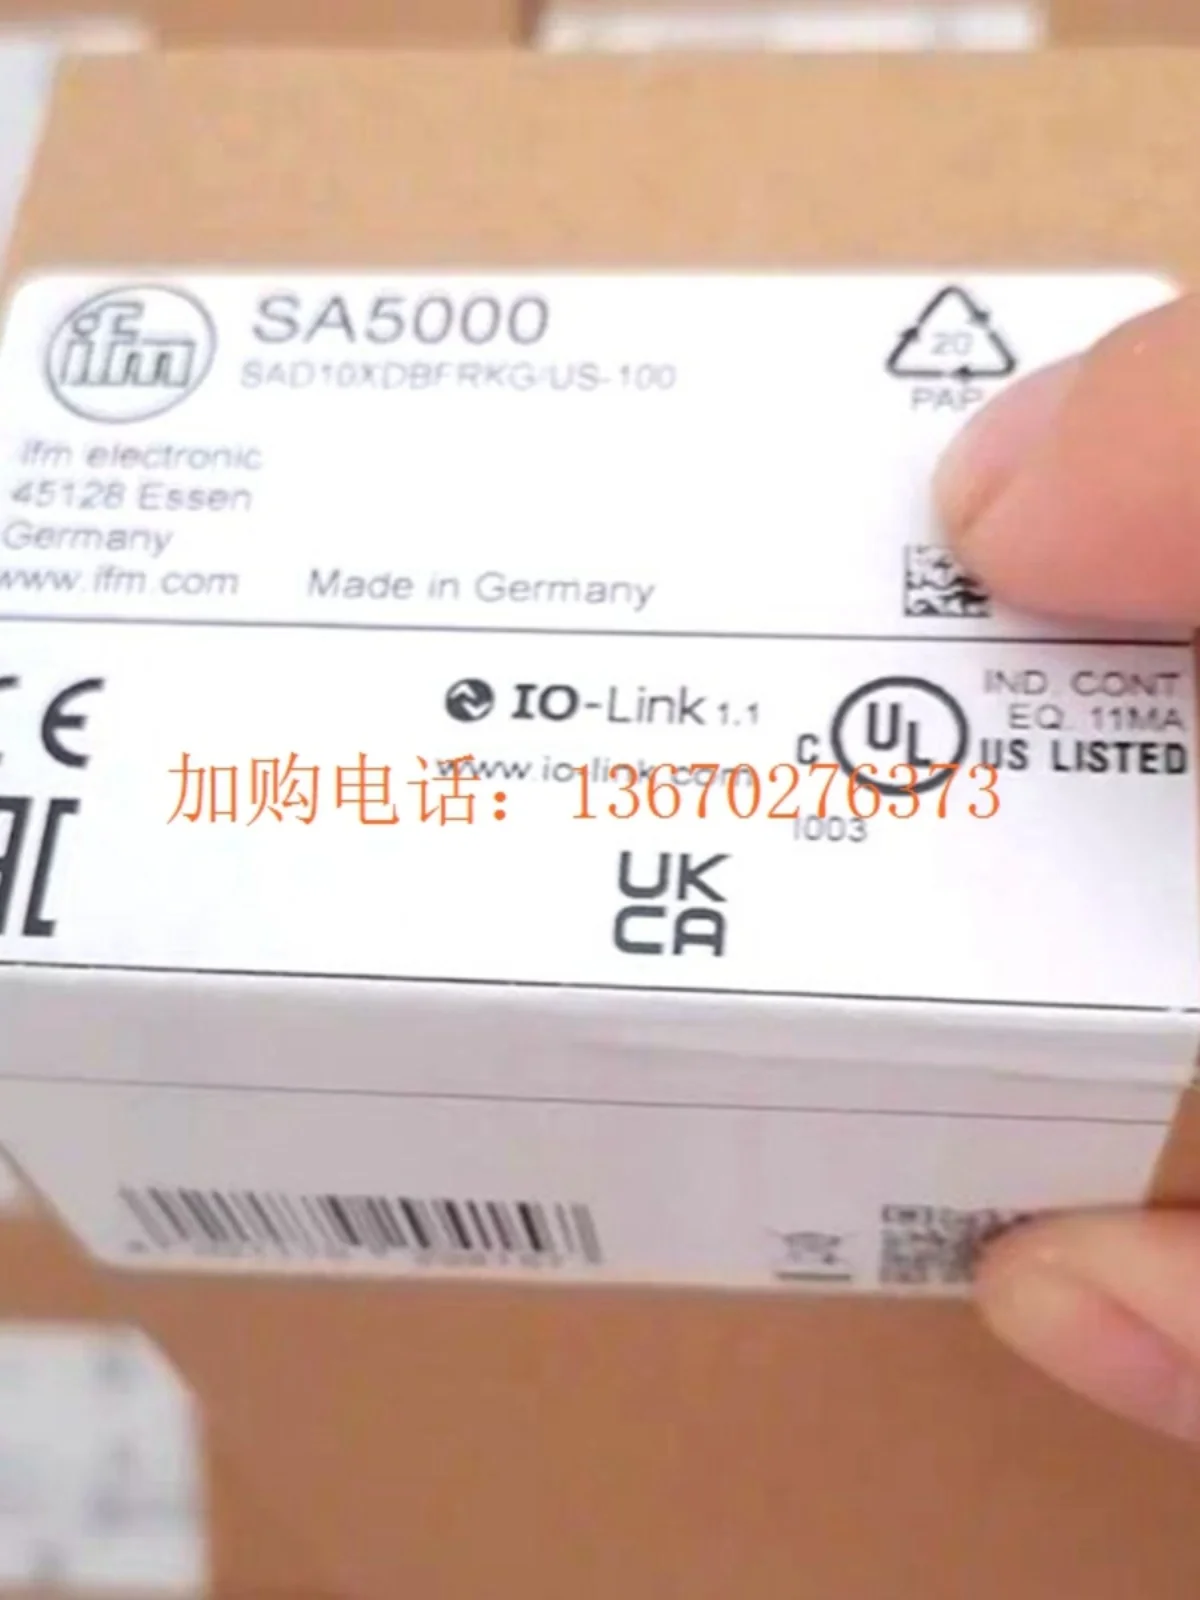 ifm
SA5000
SAD10XDBFRKG/US-100
20
PAP
ifm electronic
45128 Essen
Germany
www.ifm.com
Made in Germany
CE
IO-Link 1.1
www.io-link.com
C UL US LISTED
IND. CONT.
EQ. 11MA
I003
加购电话：13670276373
EAC
UK
CA